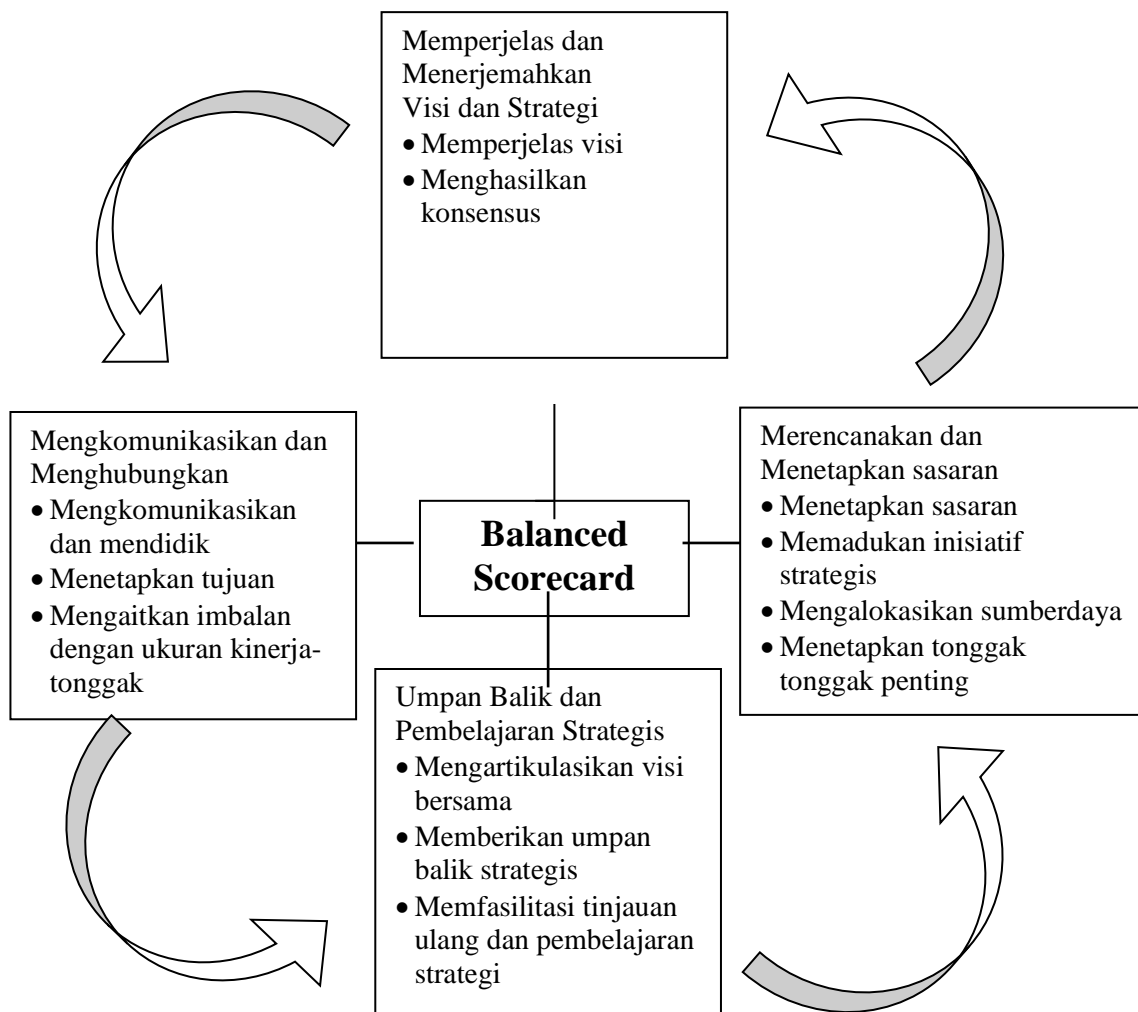 Memperjelas dan
Menerjemahkan
Visi dan Strategi
• Memperjelas visi
• Menghasilkan
konsensus
Mengkomunikasikan dan
Menghubungkan
• Mengkomunikasikan
dan mendidik
• Menetapkan tujuan
• Mengaitkan imbalan
dengan ukuran kinerja-
tonggak
Balanced
Scorecard
Merencanakan dan
Menetapkan sasaran
• Menetapkan sasaran
• Memadukan inisiatif
strategis
• Mengalokasikan sumberdaya
• Menetapkan tonggak
tonggak penting
Umpan Balik dan
Pembelajaran Strategis
• Mengartikulasikan visi
bersama
• Memberikan umpan
balik strategis
• Memfasilitasi tinjauan
ulang dan pembelajaran
strategi